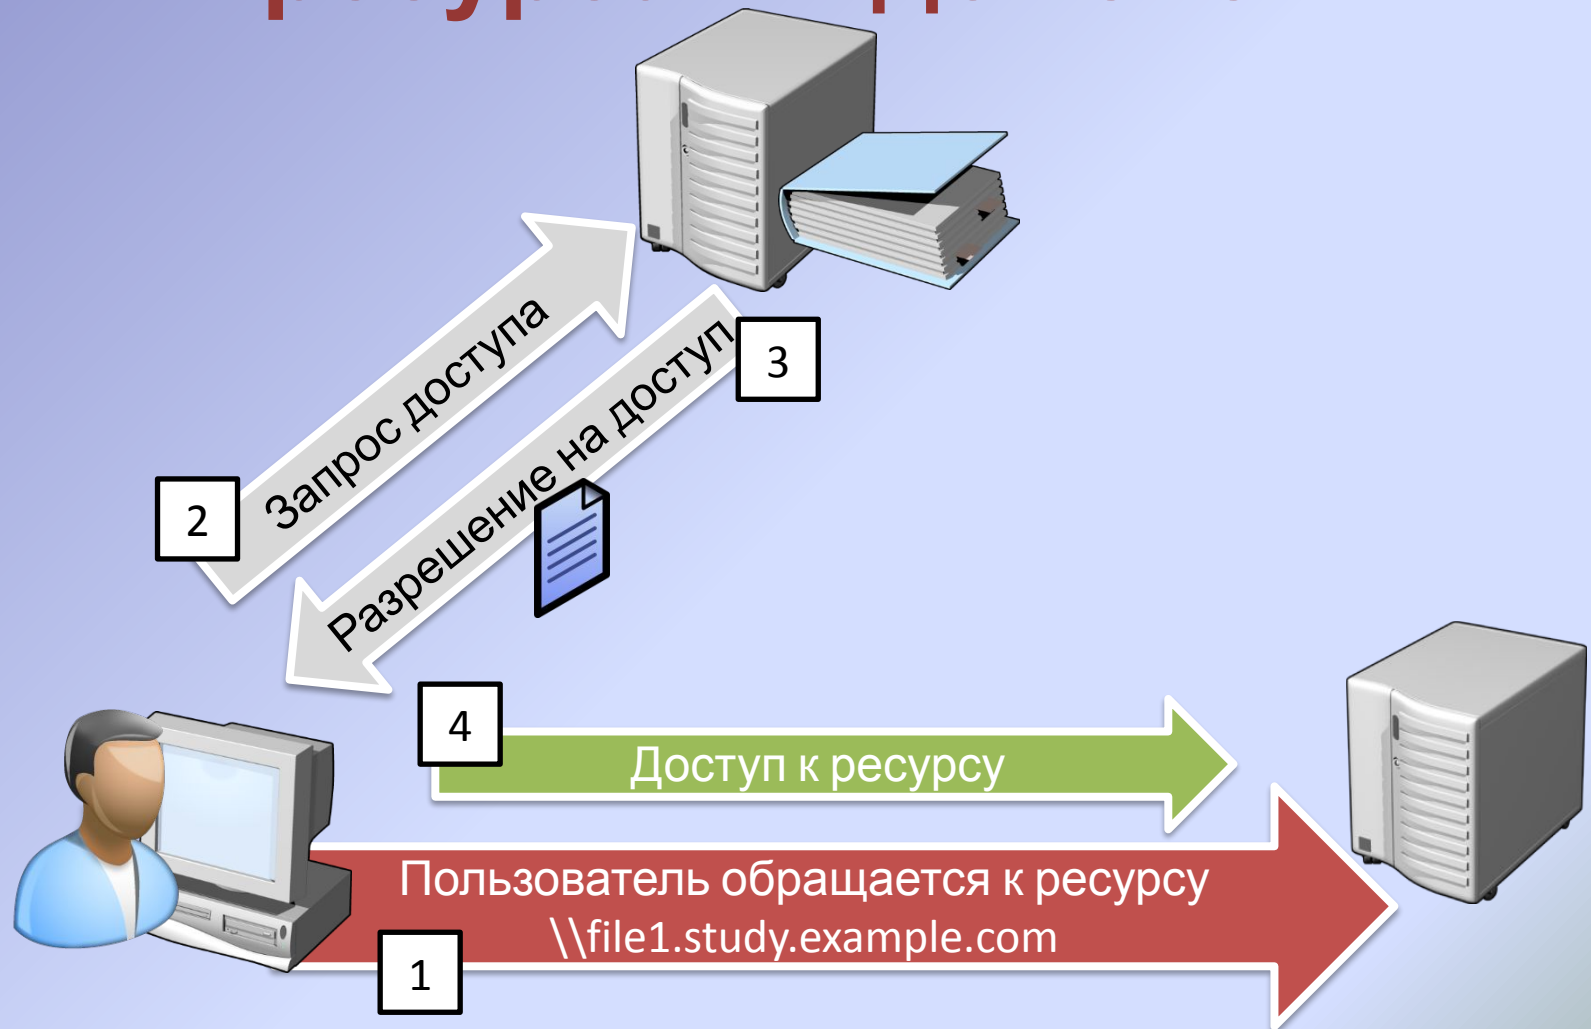 3
Запрос доступа
2
Разрешение на доступ
4
Доступ к ресурсу
Пользователь обращается к ресурсу
\\file1.study.example.com
1